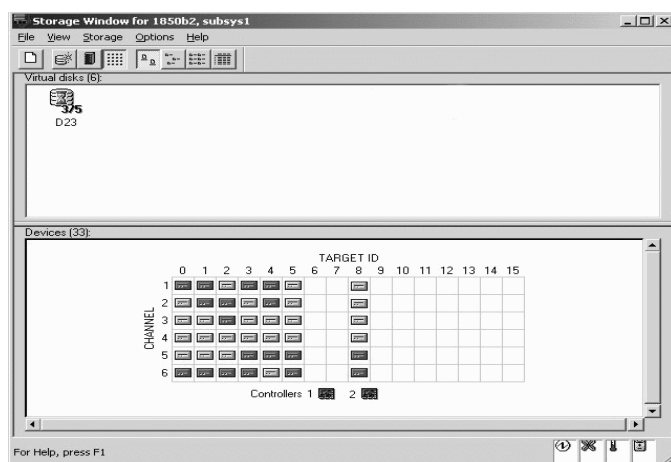 Storage Window for 1850b2, subsys1
File View Storage Options Help
Virtual disks (6):
3/5
D23
Devices (33):
TARGET ID
0 1 2 3 4 5 6 7 8 9 10 11 12 13 14 15
CHANNEL
1
2
3
4
5
6
Controllers 1 2
For Help, press F1